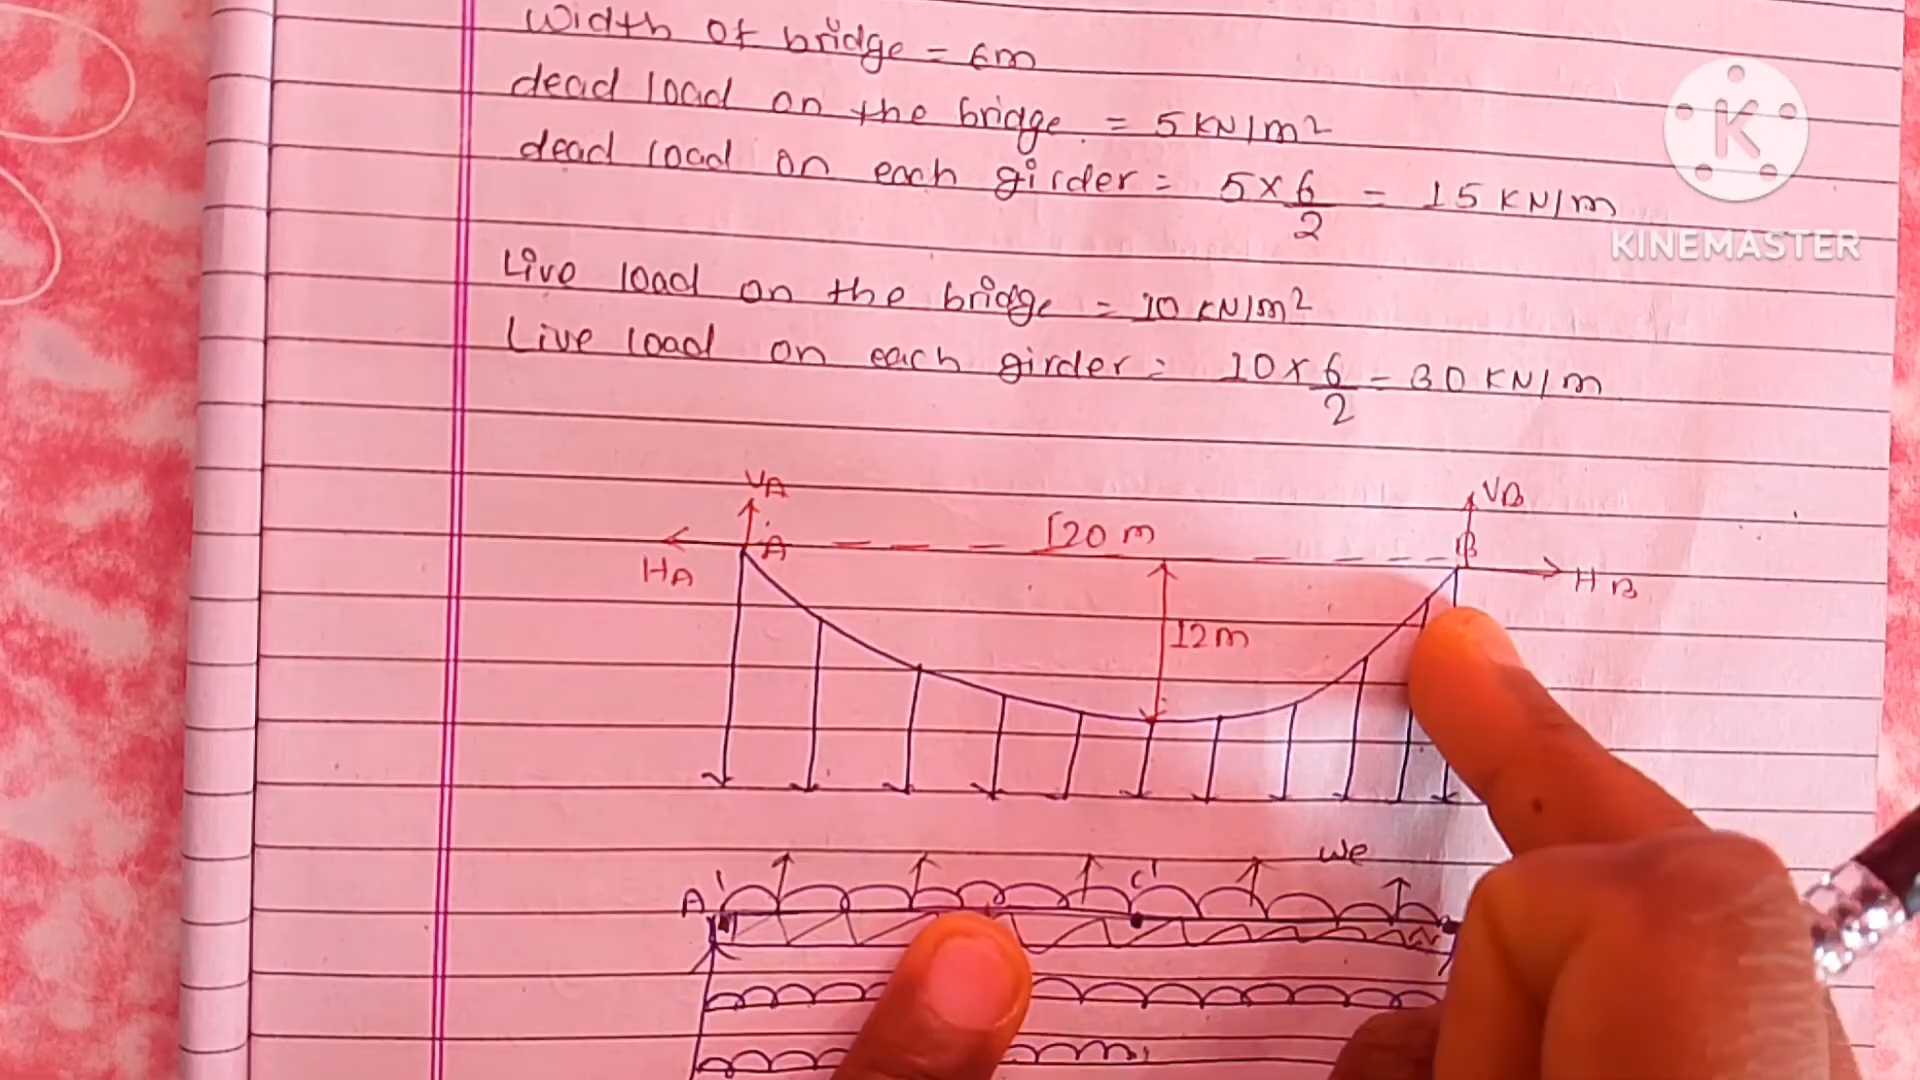 Width of bridge = 6m
dead load on the bridge = 5 KN/m²
dead load on each girder = 5 × 6/2 = 15 KN/m
K
KINEMASTER
Live load on the bridge = 10 KN/m²
Live load on each girder = 10 × 6/2 = 30 KN/m
VA
VB
120 m
A
B
HA
HB
12m
we
A'
C'